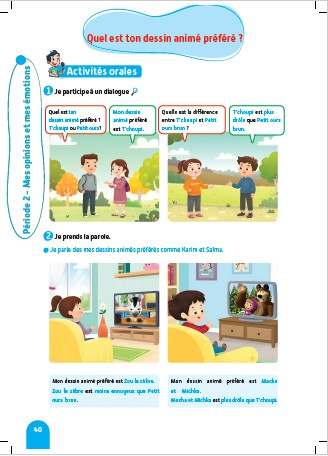 Quel est ton dessin animé préféré ?
Activités orales
Période 2 - Mes opinions et mes émotions
1 Je participe à un dialogue
Quel est ton
dessin animé préféré ?
T'choupi ou Petit ours?
Mon dessin
animé préféré
est T'choupi.
Quelle est la différence
entre T'choupi et Petit
ours brun ?
T'choupi est plus
drôle que Petit ours
brun.
2 Je prends la parole.
Je parle des mes dessins animés préférés comme Karim et Salma.
Mon dessin animé préféré est Zou le zèbre.
Zou le zèbre est moins ennuyeux que Petit
ours brun.
Mon dessin animé préféré est Macha
et Michka.
Macha et Michka est plus drôle que T'choupi.
40